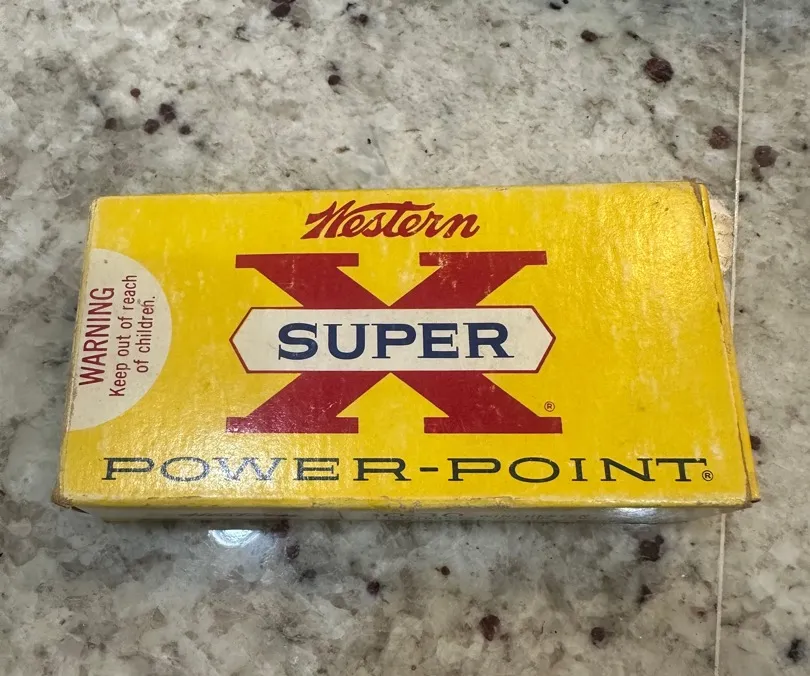 Western
SUPER X ®
POWER-POINT®
WARNING
Keep out of reach
of children.